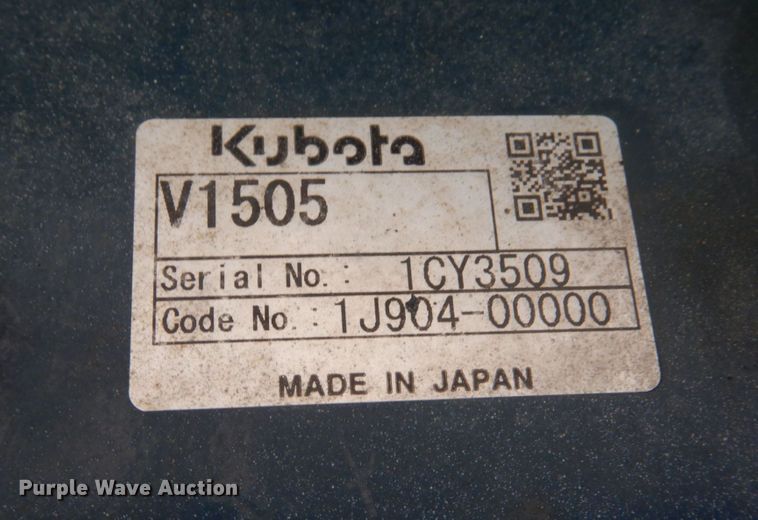 Kubota
V1505
Serial No. : 1CY3509
Code No. : 1J904-00000
MADE IN JAPAN
Purple Wave Auction